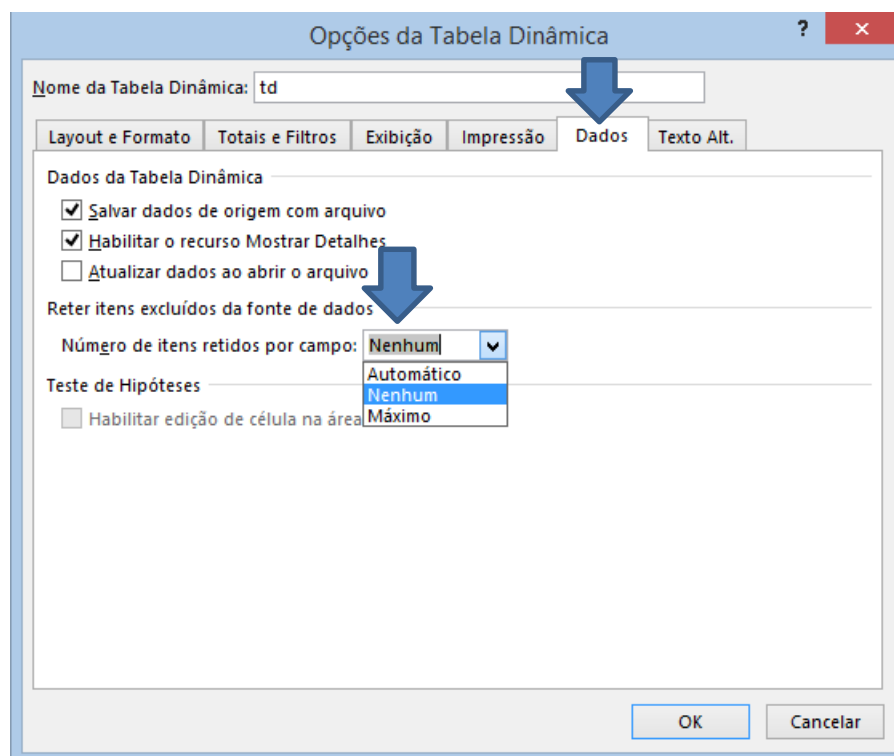 Opções da Tabela Dinâmica
?
Nome da Tabela Dinâmica: td
Layout e Formato Totais e Filtros Exibição Impressão Dados Texto Alt.
Dados da Tabela Dinâmica
Salvar dados de origem com arquivo
Habilitar o recurso Mostrar Detalhes
Atualizar dados ao abrir o arquivo
Reter itens excluídos da fonte de dados
Número de itens retidos por campo: Nenhum
Automático
Teste de Hipóteses
Nenhum
Máximo
Habilitar edição de célula na área
OK Cancelar